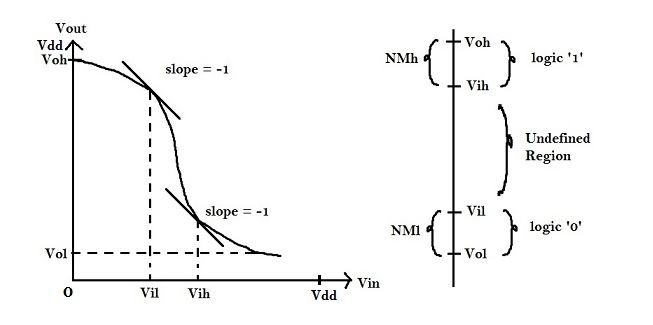 Vout
Vdd
Voh
slope = -1
slope = -1
Vol
O
Vil
Vih
Vdd
Vin
Voh
NMh
logic '1'
Vih
Undefined
Region
Vil
NMl
logic '0'
Vol